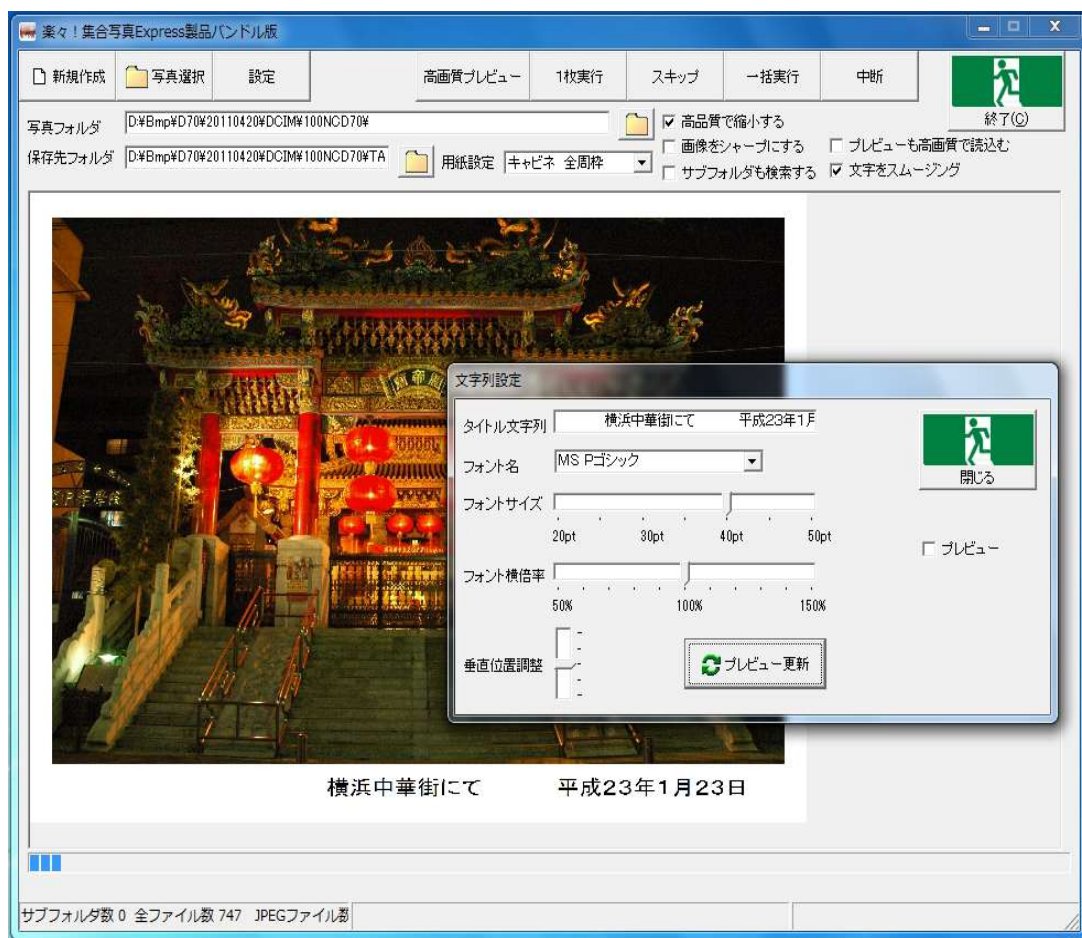 楽々！集合写真Express製品バンドル版
新規作成 写真選択 設定 高画質プレビュー 1枚実行 スキップ 一括実行 中断 終了(C)
写真フォルダ D:¥Bmp¥D70¥20110420¥DCIM¥100NCD70¥
高品質で縮小する
画像をシャープにする プレビューも高画質で読込む
保存先フォルダ D:¥Bmp¥D70¥20110420¥DCIM¥100NCD70¥TA 用紙設定 キャビネ 全周枠
サブフォルダも検索する 文字をスムージング
文字列設定
タイトル文字列 横浜中華街にて 平成23年1月
フォント名 MS Pゴシック
閉じる
フォントサイズ
20pt 30pt 40pt 50pt
プレビュー
フォント横倍率
50% 100% 150%
垂直位置調整 プレビュー更新
横浜中華街にて 平成23年1月23日
サブフォルダ数 0 全ファイル数 747 JPEGファイル数